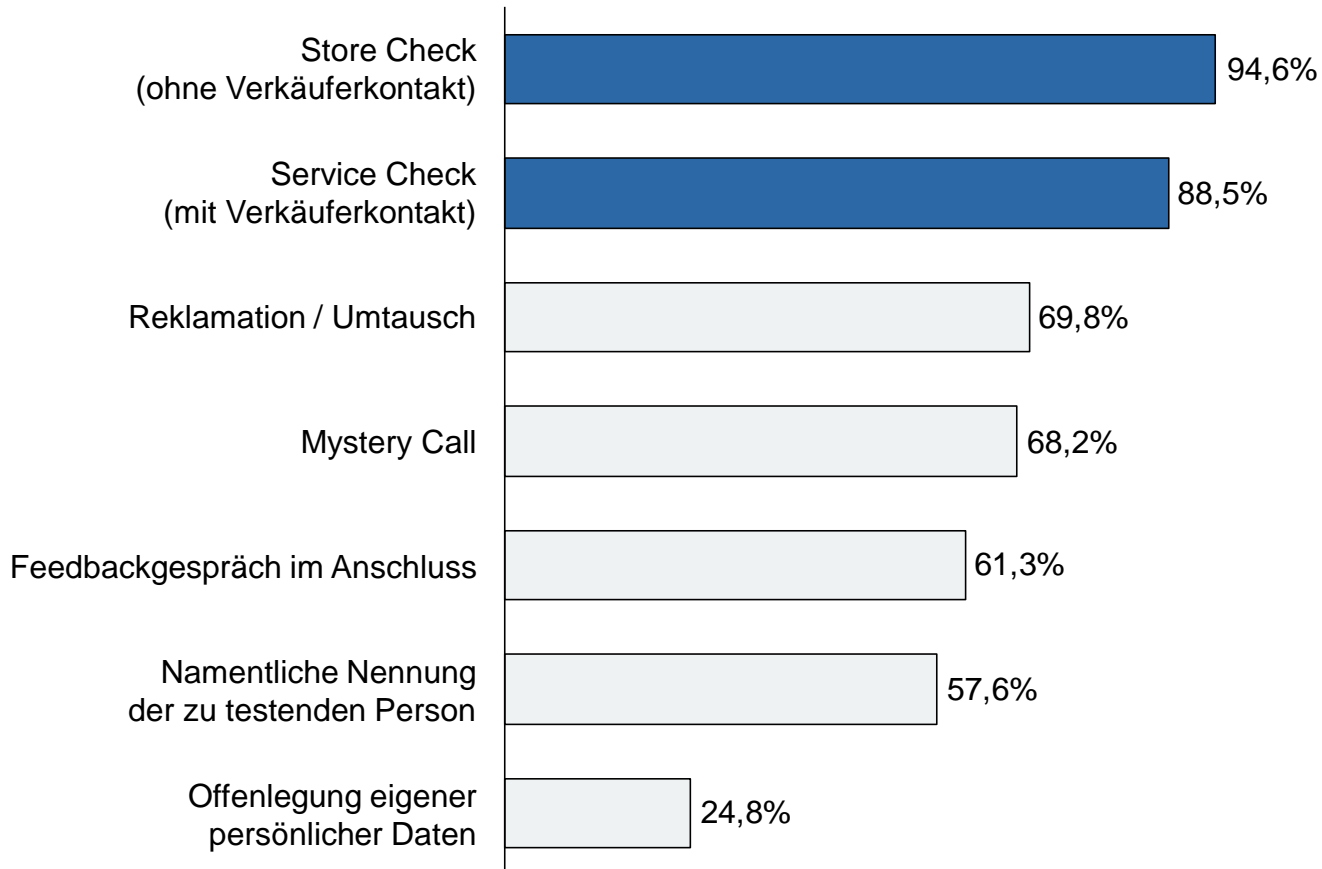 Store Check
(ohne Verkäuferkontakt)
94,6%
Service Check
(mit Verkäuferkontakt)
88,5%
Reklamation / Umtausch
69,8%
Mystery Call
68,2%
Feedbackgespräch im Anschluss
61,3%
Namentliche Nennung
der zu testenden Person
57,6%
Offenlegung eigener
persönlicher Daten
24,8%